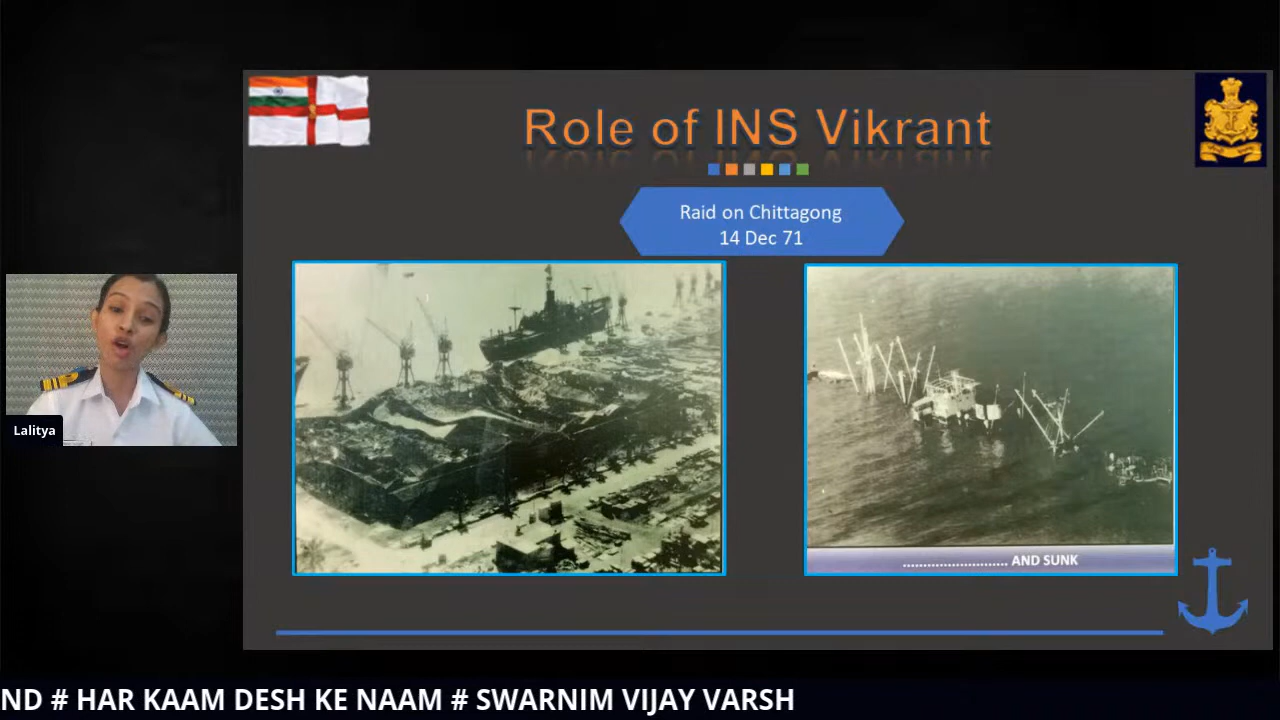 Role of INS Vikrant
Raid on Chittagong
14 Dec 71
Lalitya
........................... AND SUNK
ND # HAR KAAM DESH KE NAAM # SWARNIM VIJAY VARSH